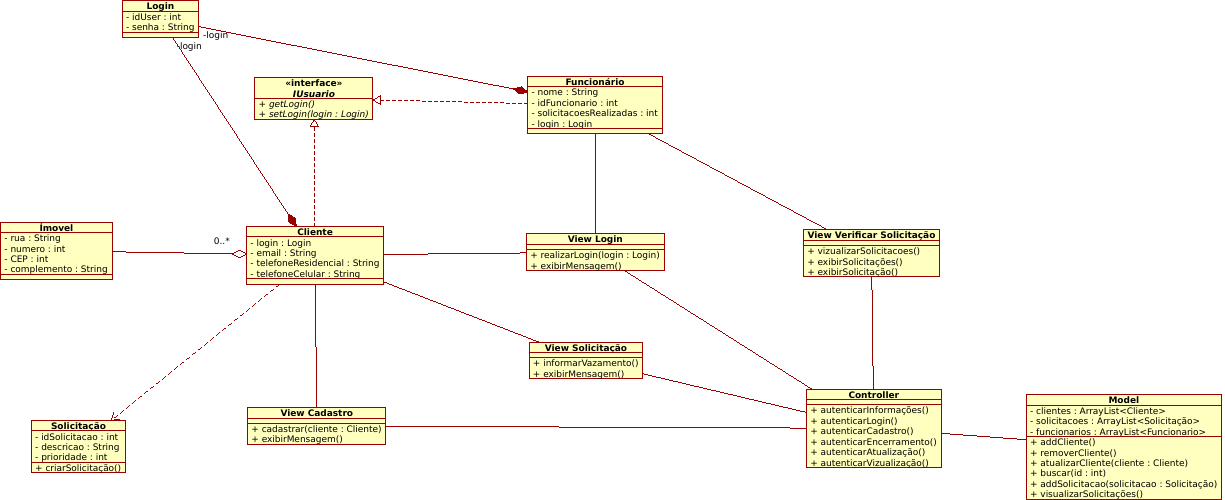 Login
- idUser : int
- senha : String
-login
-login
«interface»
IUsuario
+ getLogin()
+ setLogin(login : Login)
Funcionário
- nome : String
- idFuncionario : int
- solicitacoesRealizadas : int
- login : Login
Imovel
- rua : String
- numero : int
- CEP : int
- complemento : String
0..*
Cliente
- login : Login
- email : String
- telefoneResidencial : String
- telefoneCelular : String
View Login
+ realizarLogin(login : Login)
+ exibirMensagem()
View Verificar Solicitação
+ vizualizarSolicitacoes()
+ exibirSolicitações()
+ exibirSolicitação()
View Solicitação
+ informarVazamento()
+ exibirMensagem()
Solicitação
- idSolicitacao : int
- descricao : String
- prioridade : int
+ criarSolicitação()
View Cadastro
+ cadastrar(cliente : Cliente)
+ exibirMensagem()
Controller
+ autenticarInformações()
+ autenticarLogin()
+ autenticarCadastro()
+ autenticarEncerramento()
+ autenticarAtualização()
+ autenticarVizualização()
Model
- clientes : ArrayList<Cliente>
- solicitacoes : ArrayList<Solicitação>
- funcionarios : ArrayList<Funcionario>
+ addCliente()
+ removerCliente()
+ atualizarCliente(cliente : Cliente)
+ buscar(id : int)
+ addSolicitacao(solicitacao : Solicitação)
+ visualizarSolicitações()